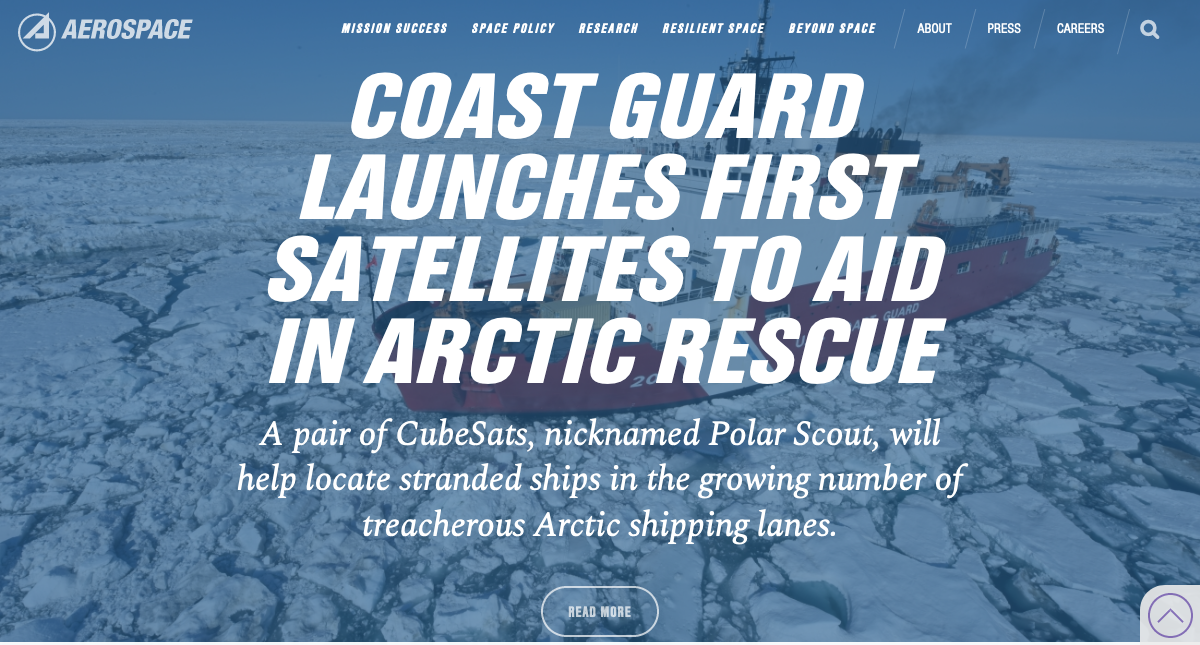 AEROSPACE
MISSION SUCCESS SPACE POLICY RESEARCH RESILIENT SPACE BEYOND SPACE ABOUT PRESS CAREERS
COAST GUARD
LAUNCHES FIRST
SATELLITES TO AID
IN ARCTIC RESCUE
A pair of CubeSats, nicknamed Polar Scout, will
help locate stranded ships in the growing number of
treacherous Arctic shipping lanes.
READ MORE